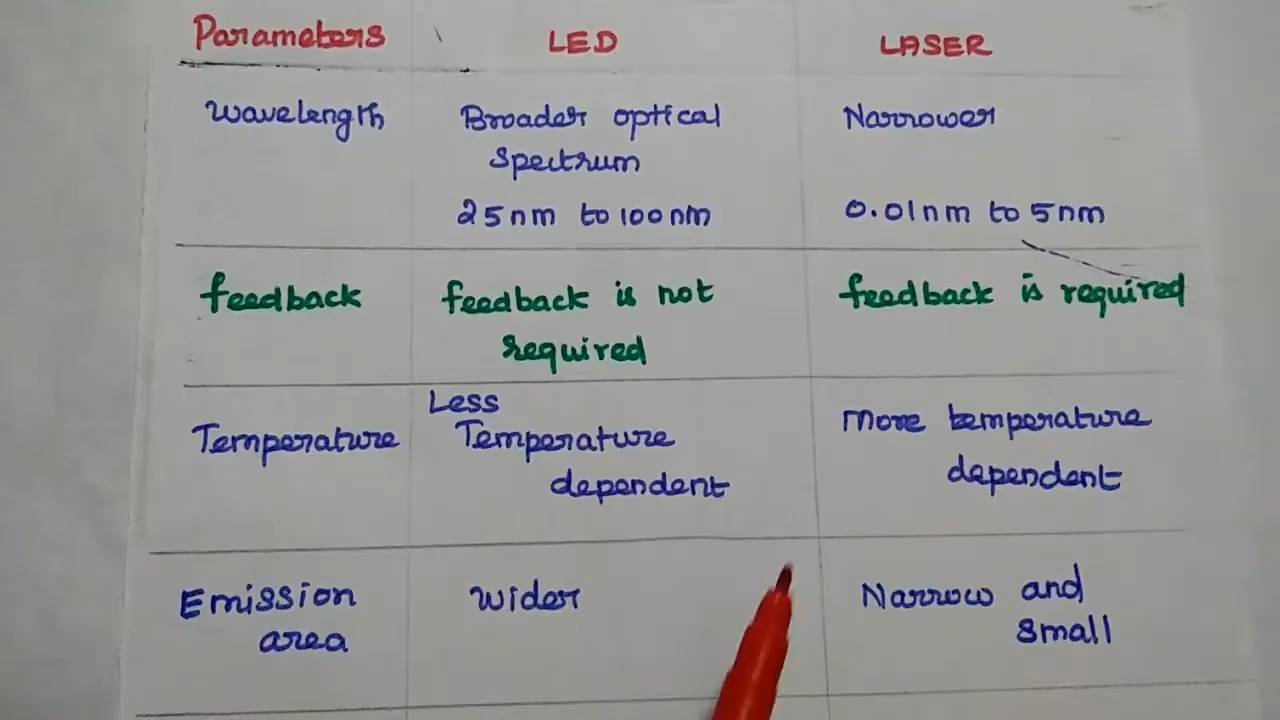 Parameters LED LASER
Wavelength Broader optical Narrower
spectrum
25nm to 100nm 0.01nm to 5nm
feedback feedback is not feedback is required
required
Less
Temperature Temperature More temperature
dependent dependent
Emission Wider Narrow and
area small